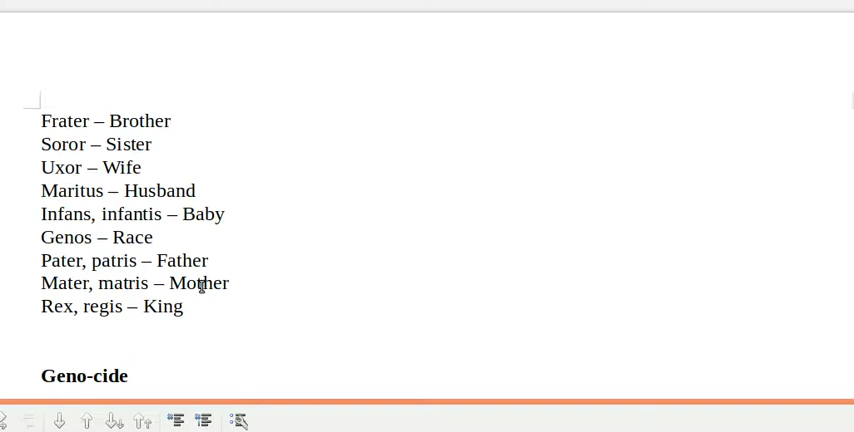 Frater – Brother
Soror – Sister
Uxor – Wife
Maritus – Husband
Infans, infantis – Baby
Genos – Race
Pater, patris – Father
Mater, matris – Mother
Rex, regis – King
Geno-cide